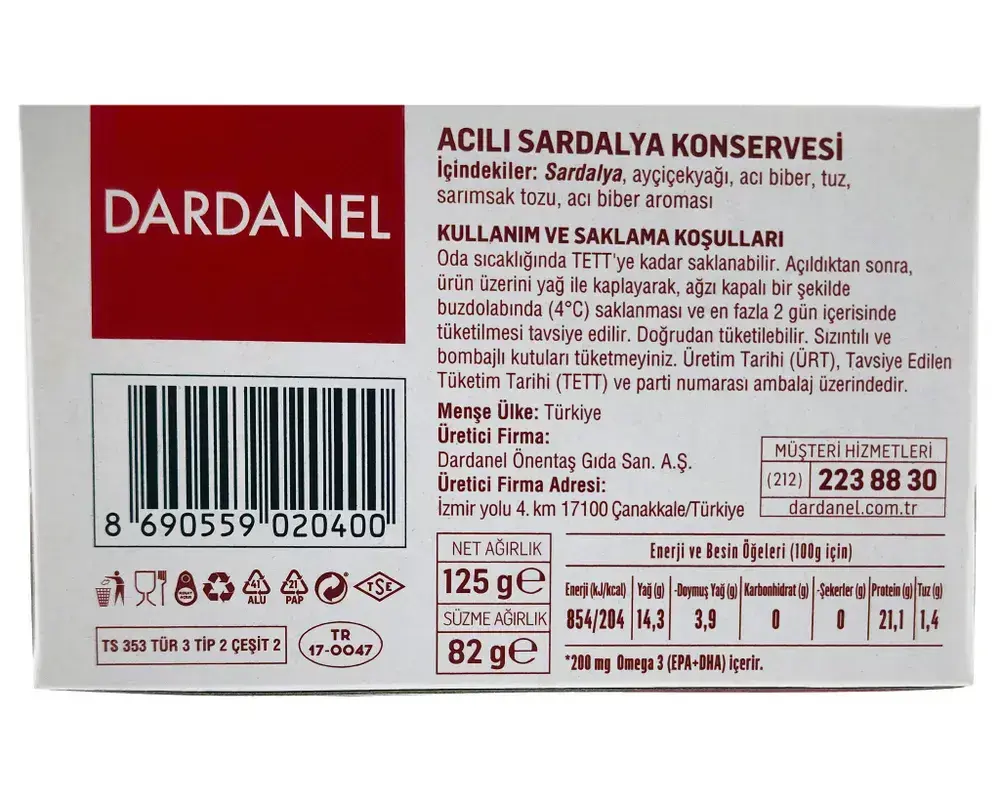 DARDANEL
ACILI SARDALYA KONSERVESİ
İçindekiler: Sardalya, ayçiçekyağı, acı biber, tuz,
sarımsak tozu, acı biber aroması
KULLANIM VE SAKLAMA KOŞULLARI
Oda sıcaklığında TETT'ye kadar saklanabilir. Açıldıktan sonra,
ürün üzerini yağ ile kaplayarak, ağzı kapalı bir şekilde
buzdolabında (4°C) saklanması ve en fazla 2 gün içerisinde
tüketilmesi tavsiye edilir. Doğrudan tüketilebilir. Sızıntılı ve
bombajlı kutuları tüketmeyiniz. Üretim Tarihi (ÜRT), Tavsiye Edilen
Tüketim Tarihi (TETT) ve parti numarası ambalaj üzerindedir.
Menşe Ülke: Türkiye
Üretici Firma:
Dardanel Önentaş Gıda San. A.Ş.
Üretici Firma Adresi:
İzmir yolu 4. km 17100 Çanakkale/Türkiye
MÜŞTERİ HİZMETLERİ
(212) 223 88 30
dardanel.com.tr
8 690559 020400
41
ALU
21
PAP
TSE
TS 353 TÜR 3 TİP 2 ÇEŞİT 2
TR
17-0047
NET AĞIRLIK
125 g℮
SÜZME AĞIRLIK
82 g℮
Enerji ve Besin Öğeleri (100g için)
Enerji (kJ/kcal) Yağ (g) -Doymuş Yağ (g) Karbonhidrat (g) -Şekerler (g) Protein (g) Tuz (g)
854/204 14,3 3,9 0 0 21,1 1,4
*200 mg Omega 3 (EPA+DHA) içerir.